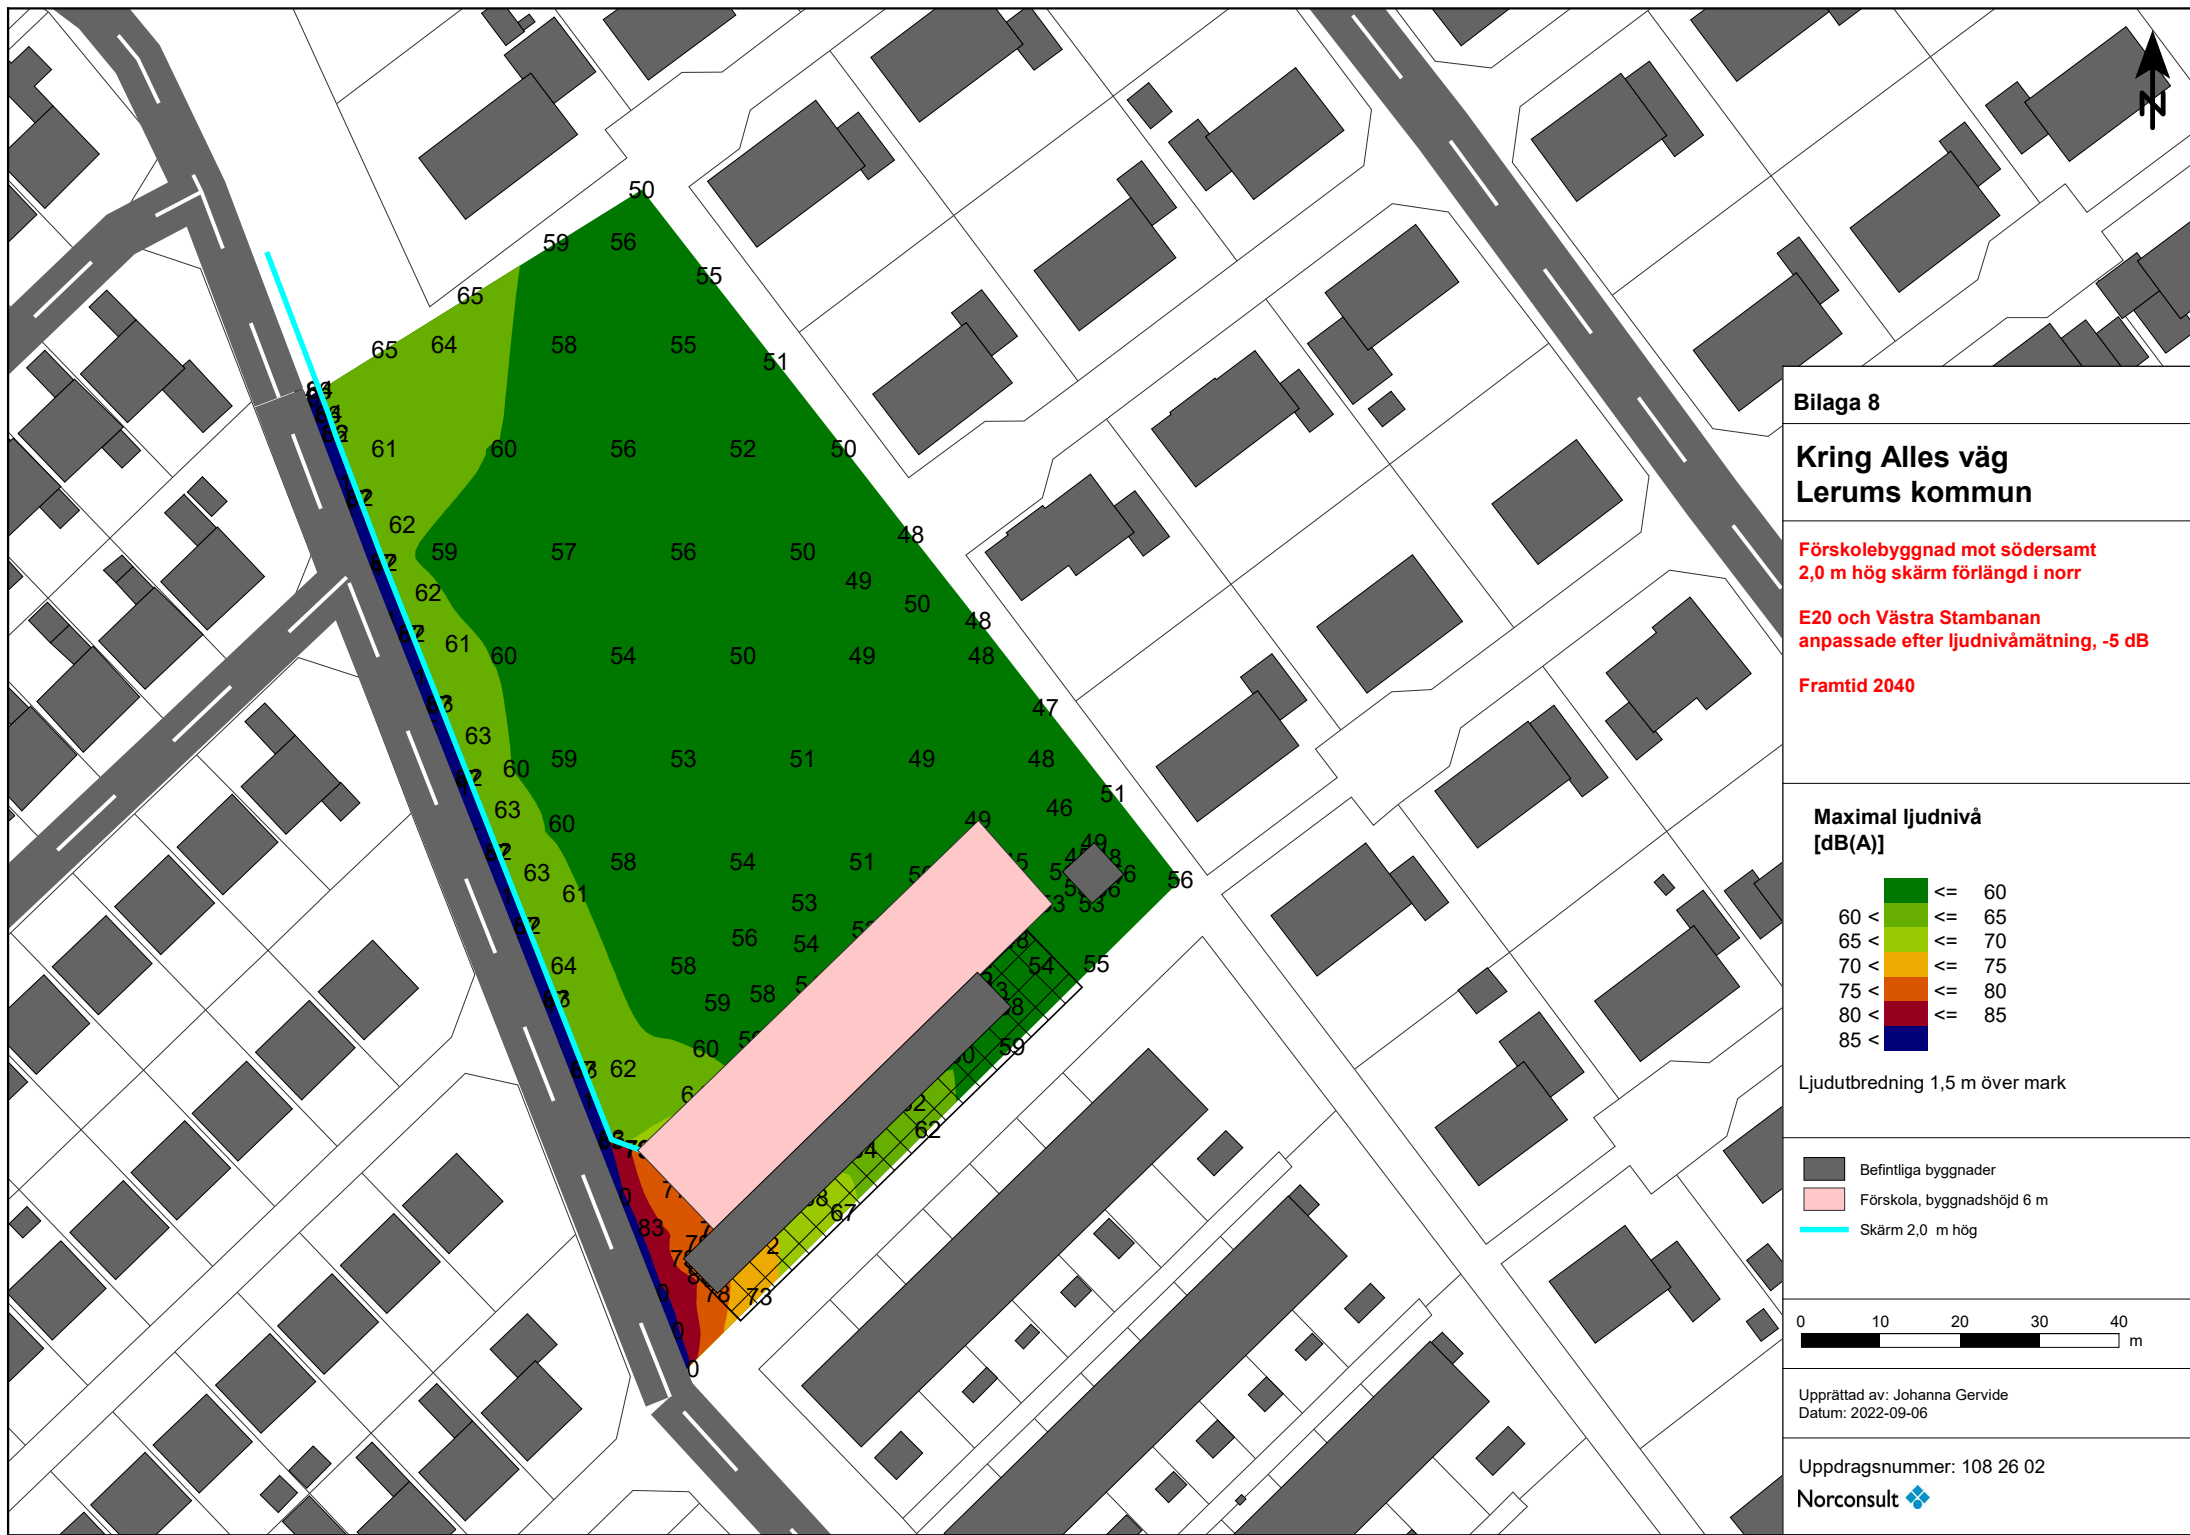 50
59 56
55
65
65 64 58 55
51
61 60 56 52 50
62
59 57 56 50 48
49
62 50
48
61
60 54 50 49 48
47
63
60 59 53 51 49 48
51
63 60 49 46
49
58 54 51
63 56 56
61 53 53
56 54
64 58 54 55
59 58
60 59
62
62
64
83 67
73
N
Bilaga 8
Kring Alles väg
Lerums kommun
Förskolebyggnad mot södersamt
2,0 m hög skärm förlängd i norr
E20 och Västra Stambanan
anpassade efter ljudnivåmätning, -5 dB
Framtid 2040
Maximal ljudnivå
[dB(A)]
<= 60
60 < <= 65
65 < <= 70
70 < <= 75
75 < <= 80
80 < <= 85
85 <
Ljudutbredning 1,5 m över mark
Befintliga byggnader
Förskola, byggnadshöjd 6 m
Skärm 2,0 m hög
0 10 20 30 40
m
Upprättad av: Johanna Gervide
Datum: 2022-09-06
Uppdragsnummer: 108 26 02
Norconsult